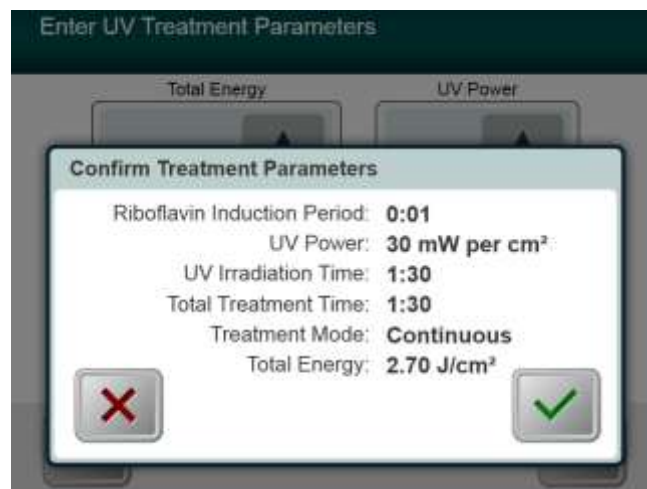 Enter UV Treatment Parameters
Total Energy
UV Power
Confirm Treatment Parameters
Riboflavin Induction Period: 0:01
UV Power: 30 mW per cm²
UV Irradiation Time: 1:30
Total Treatment Time: 1:30
Treatment Mode: Continuous
Total Energy: 2.70 J/cm²